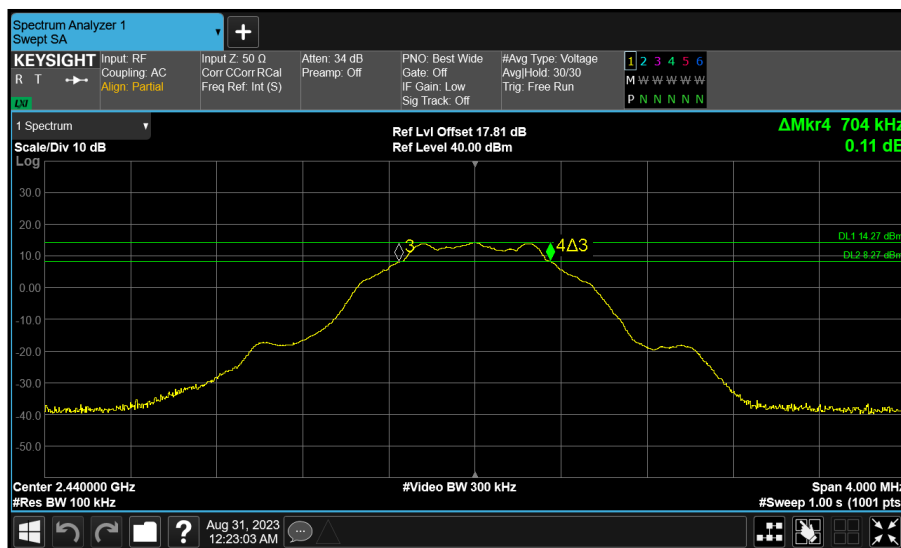 Spectrum Analyzer 1
Swept SA
KEYSIGHT
R T
LXI
Input: RF
Coupling: AC
Align: Partial
Input Z: 50 Ω
Corr CCorr RCal
Freq Ref: Int (S)
Atten: 34 dB
Preamp: Off
PNO: Best Wide
Gate: Off
IF Gain: Low
Sig Track: Off
#Avg Type: Voltage
Avg|Hold: 30/30
Trig: Free Run
1 2 3 4 5 6
M W W W W W
P N N N N N
1 Spectrum
Scale/Div 10 dB
Ref Lvl Offset 17.81 dB
Ref Level 40.00 dBm
ΔMkr4 704 kHz
0.11 dB
Log
30.0
20.0
10.0
0.00
-10.0
-20.0
-30.0
-40.0
-50.0
3
4Δ3
DL1 14.27 dBm
DL2 8.27 dBm
Center 2.440000 GHz
#Res BW 100 kHz
#Video BW 300 kHz
Span 4.000 MHz
#Sweep 1.00 s (1001 pts
?
Aug 31, 2023
12:23:03 AM